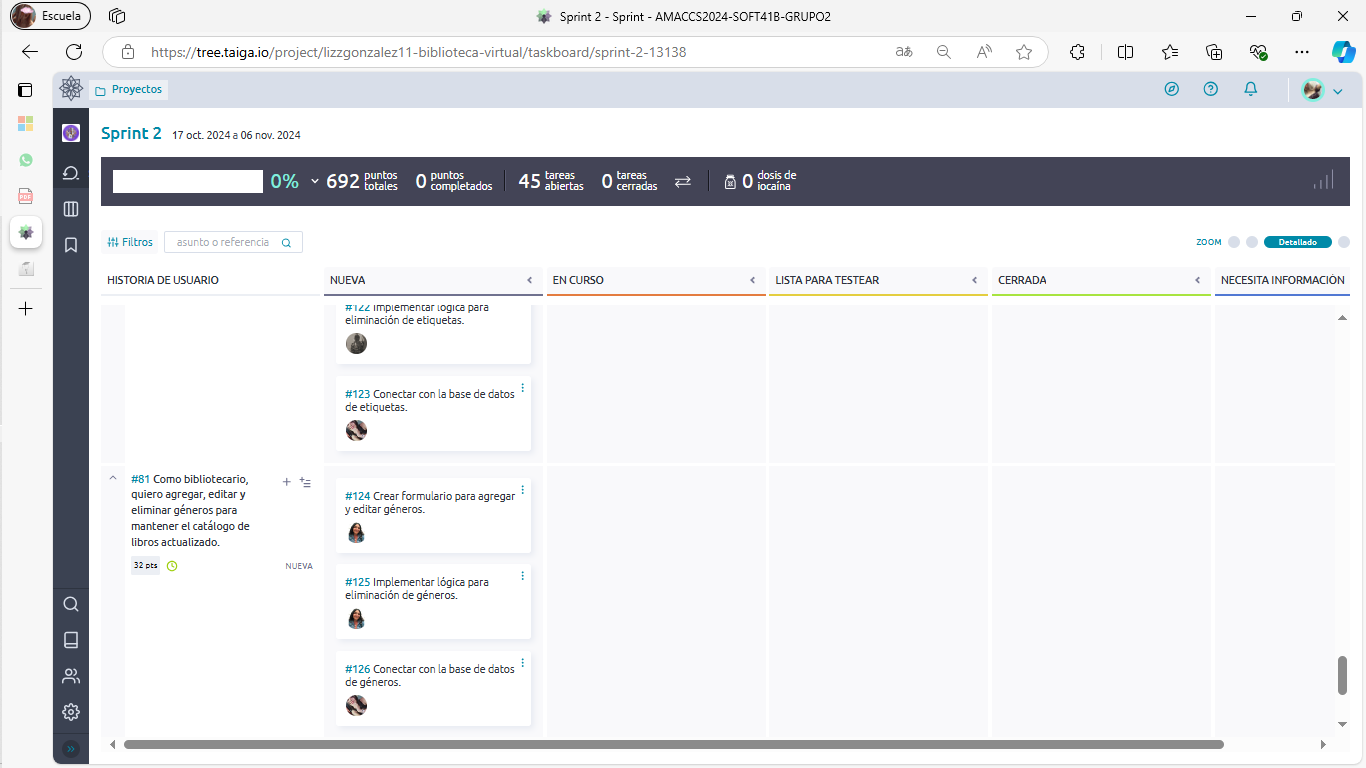 Escuela
Sprint 2 - Sprint - AMACCS2024-SOFT41B-GRUPO2
https://tree.taiga.io/project/lizzgonzalez11-biblioteca-virtual/taskboard/sprint-2-13138
Proyectos
Sprint 2 17 oct. 2024 a 06 nov. 2024
0% 692 puntos totales 0 puntos completados 45 tareas abiertas 0 tareas cerradas 0 dosis de iocaína
Filtros asunto o referencia ZOOM Detallado
HISTORIA DE USUARIO NUEVA EN CURSO LISTA PARA TESTEAR CERRADA NECESITA INFORMACIÓN
#122 Implementar lógica para
eliminación de etiquetas.
#123 Conectar con la base de datos
de etiquetas.
#81 Como bibliotecario,
quiero agregar, editar y
eliminar géneros para
mantener el catálogo de
libros actualizado.
32 pts NUEVA
#124 Crear formulario para agregar
y editar géneros.
#125 Implementar lógica para
eliminación de géneros.
#126 Conectar con la base de datos
de géneros.